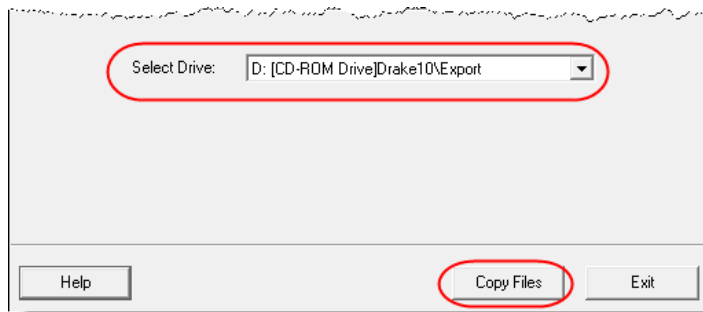 Select Drive: D: [CD-ROM Drive]Drake10\Export
Help Copy Files Exit